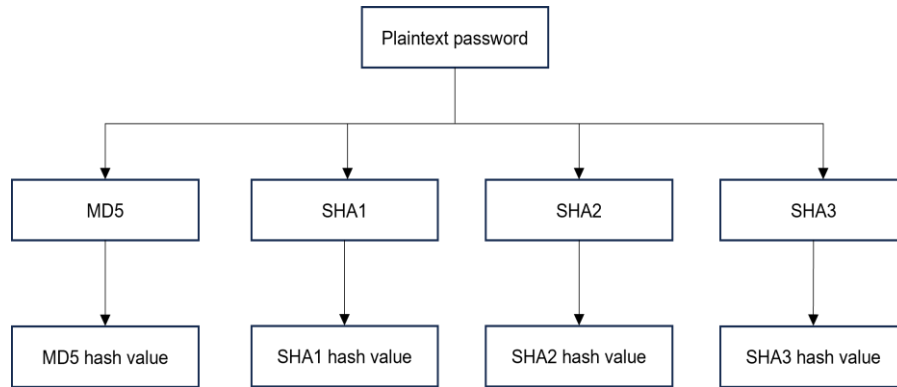 Plaintext password
MD5
SHA1
SHA2
SHA3
MD5 hash value
SHA1 hash value
SHA2 hash value
SHA3 hash value